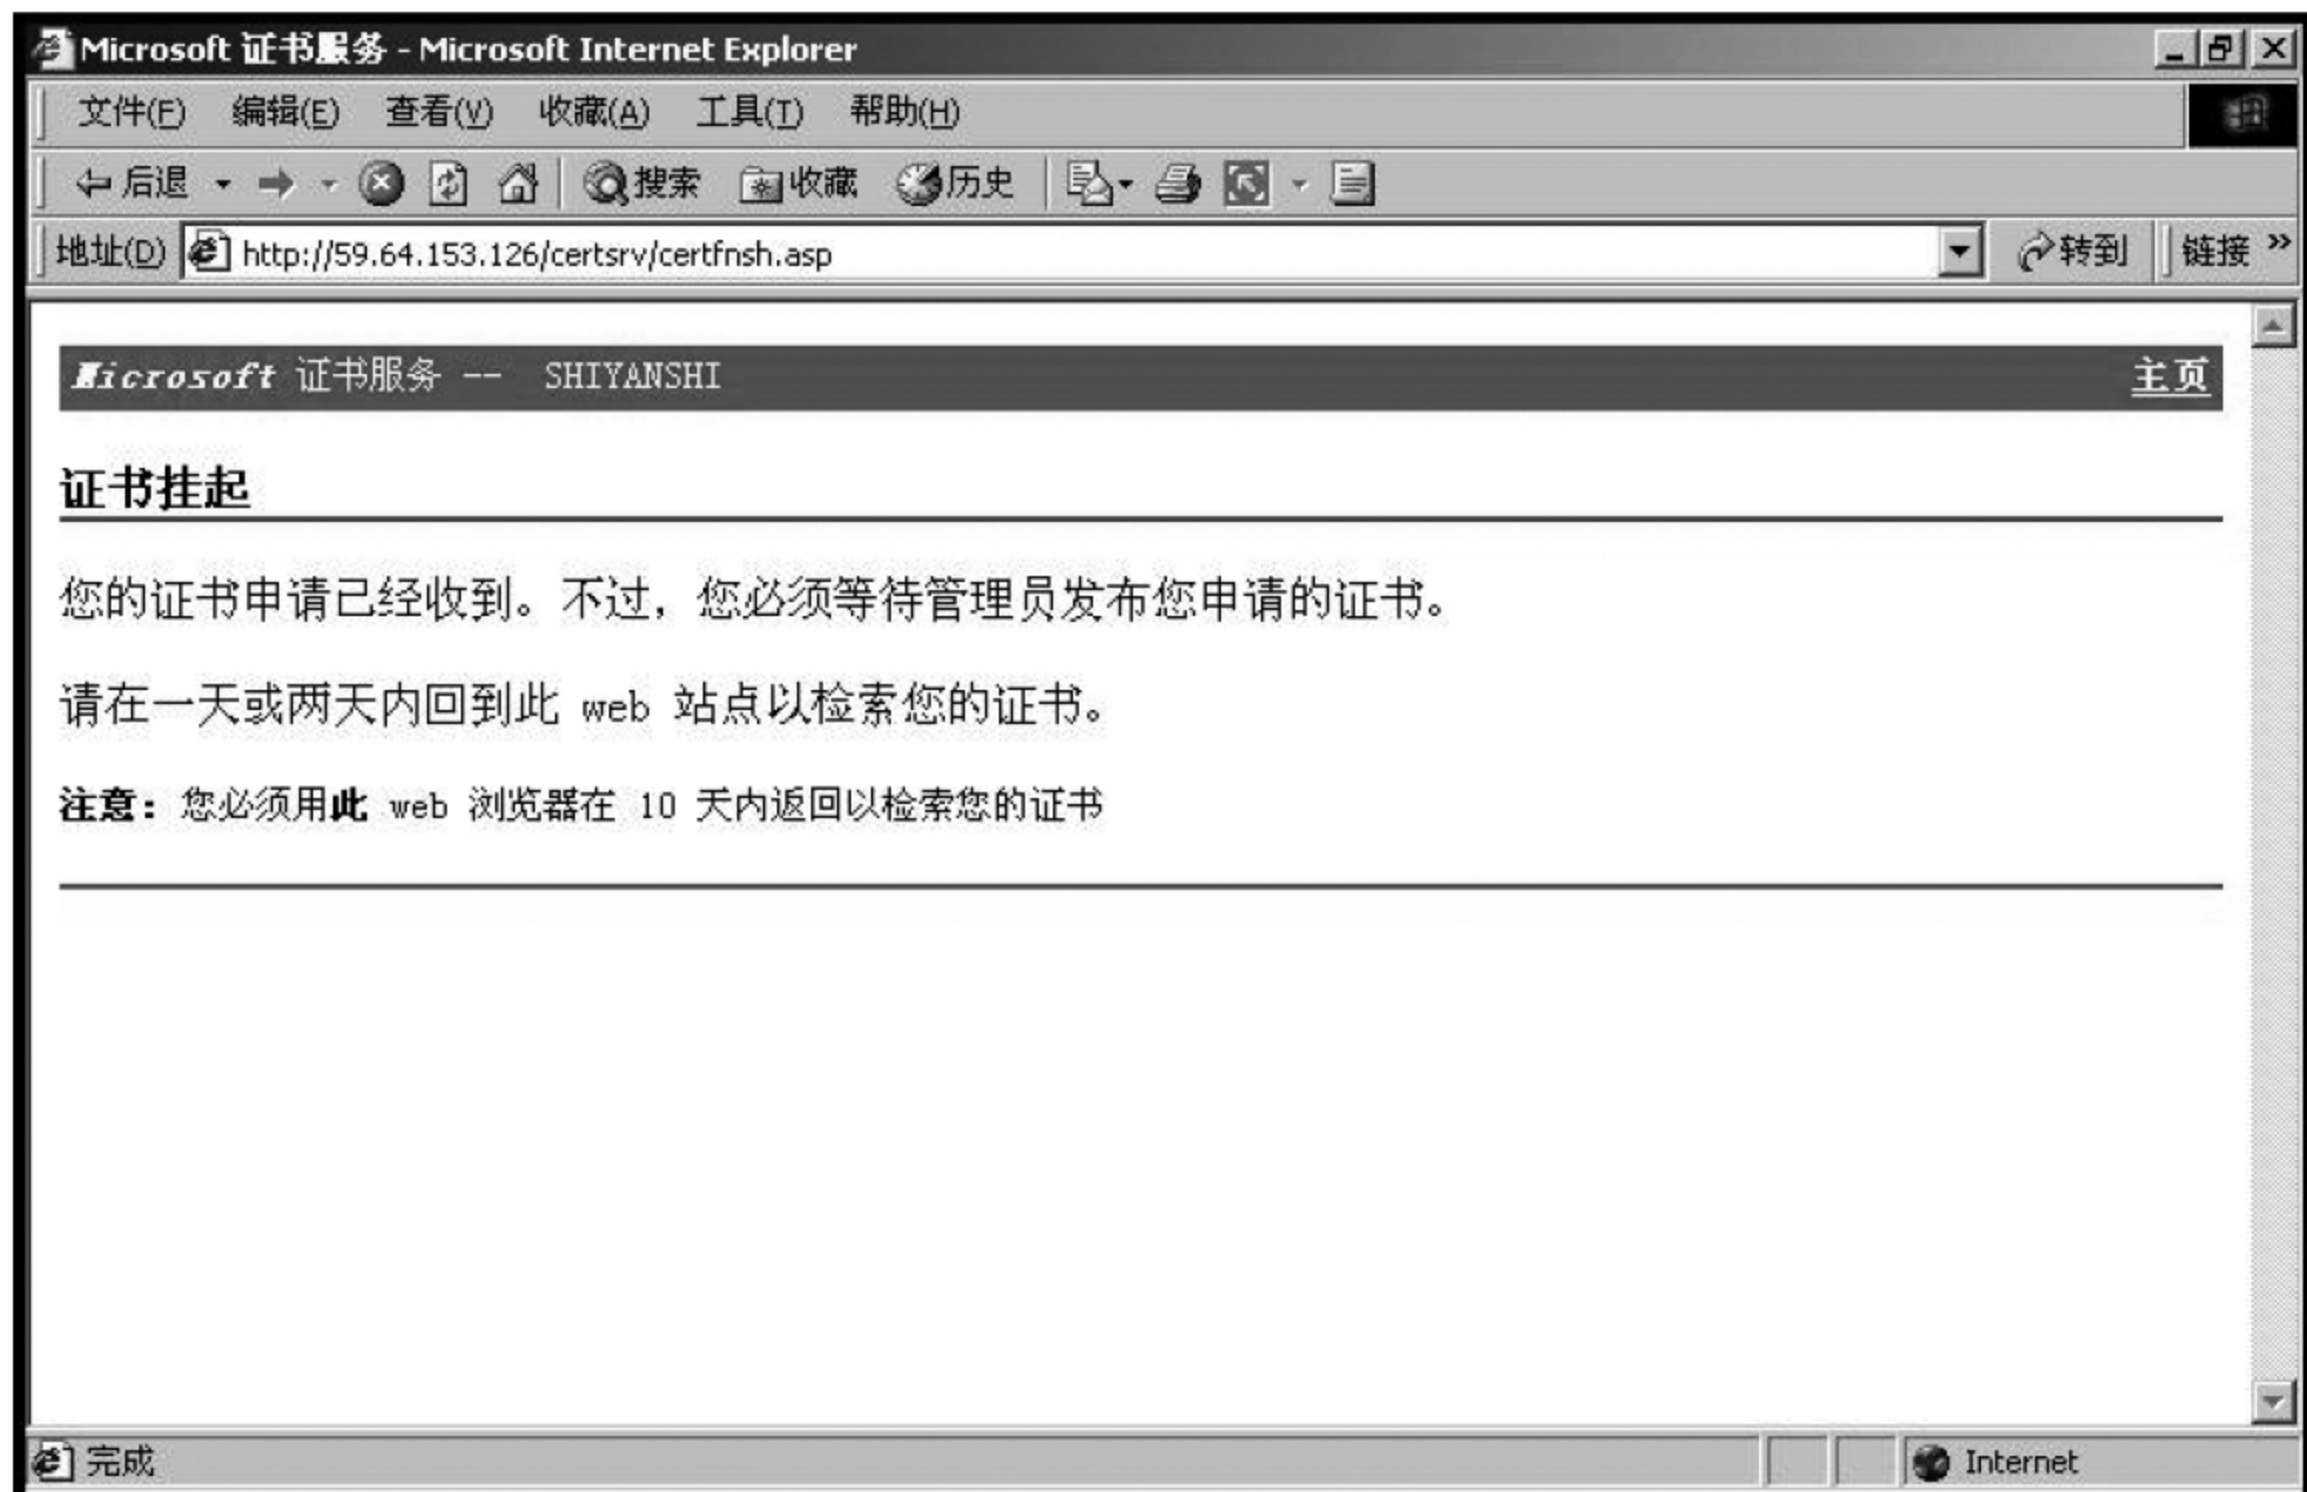 Microsoft 证书服务 - Microsoft Internet Explorer
文件(F) 编辑(E) 查看(V) 收藏(A) 工具(T) 帮助(H)
后退 搜索 收藏 历史
地址(D) http://59.64.153.126/certsrv/certfnsh.asp 转到 链接 »
Microsoft 证书服务 -- SHIYANSHI 主页
证书挂起
您的证书申请已经收到。不过，您必须等待管理员发布您申请的证书。
请在一天或两天内回到此 web 站点以检索您的证书。
注意：您必须用此 web 浏览器在 10 天内返回以检索您的证书
完成 Internet